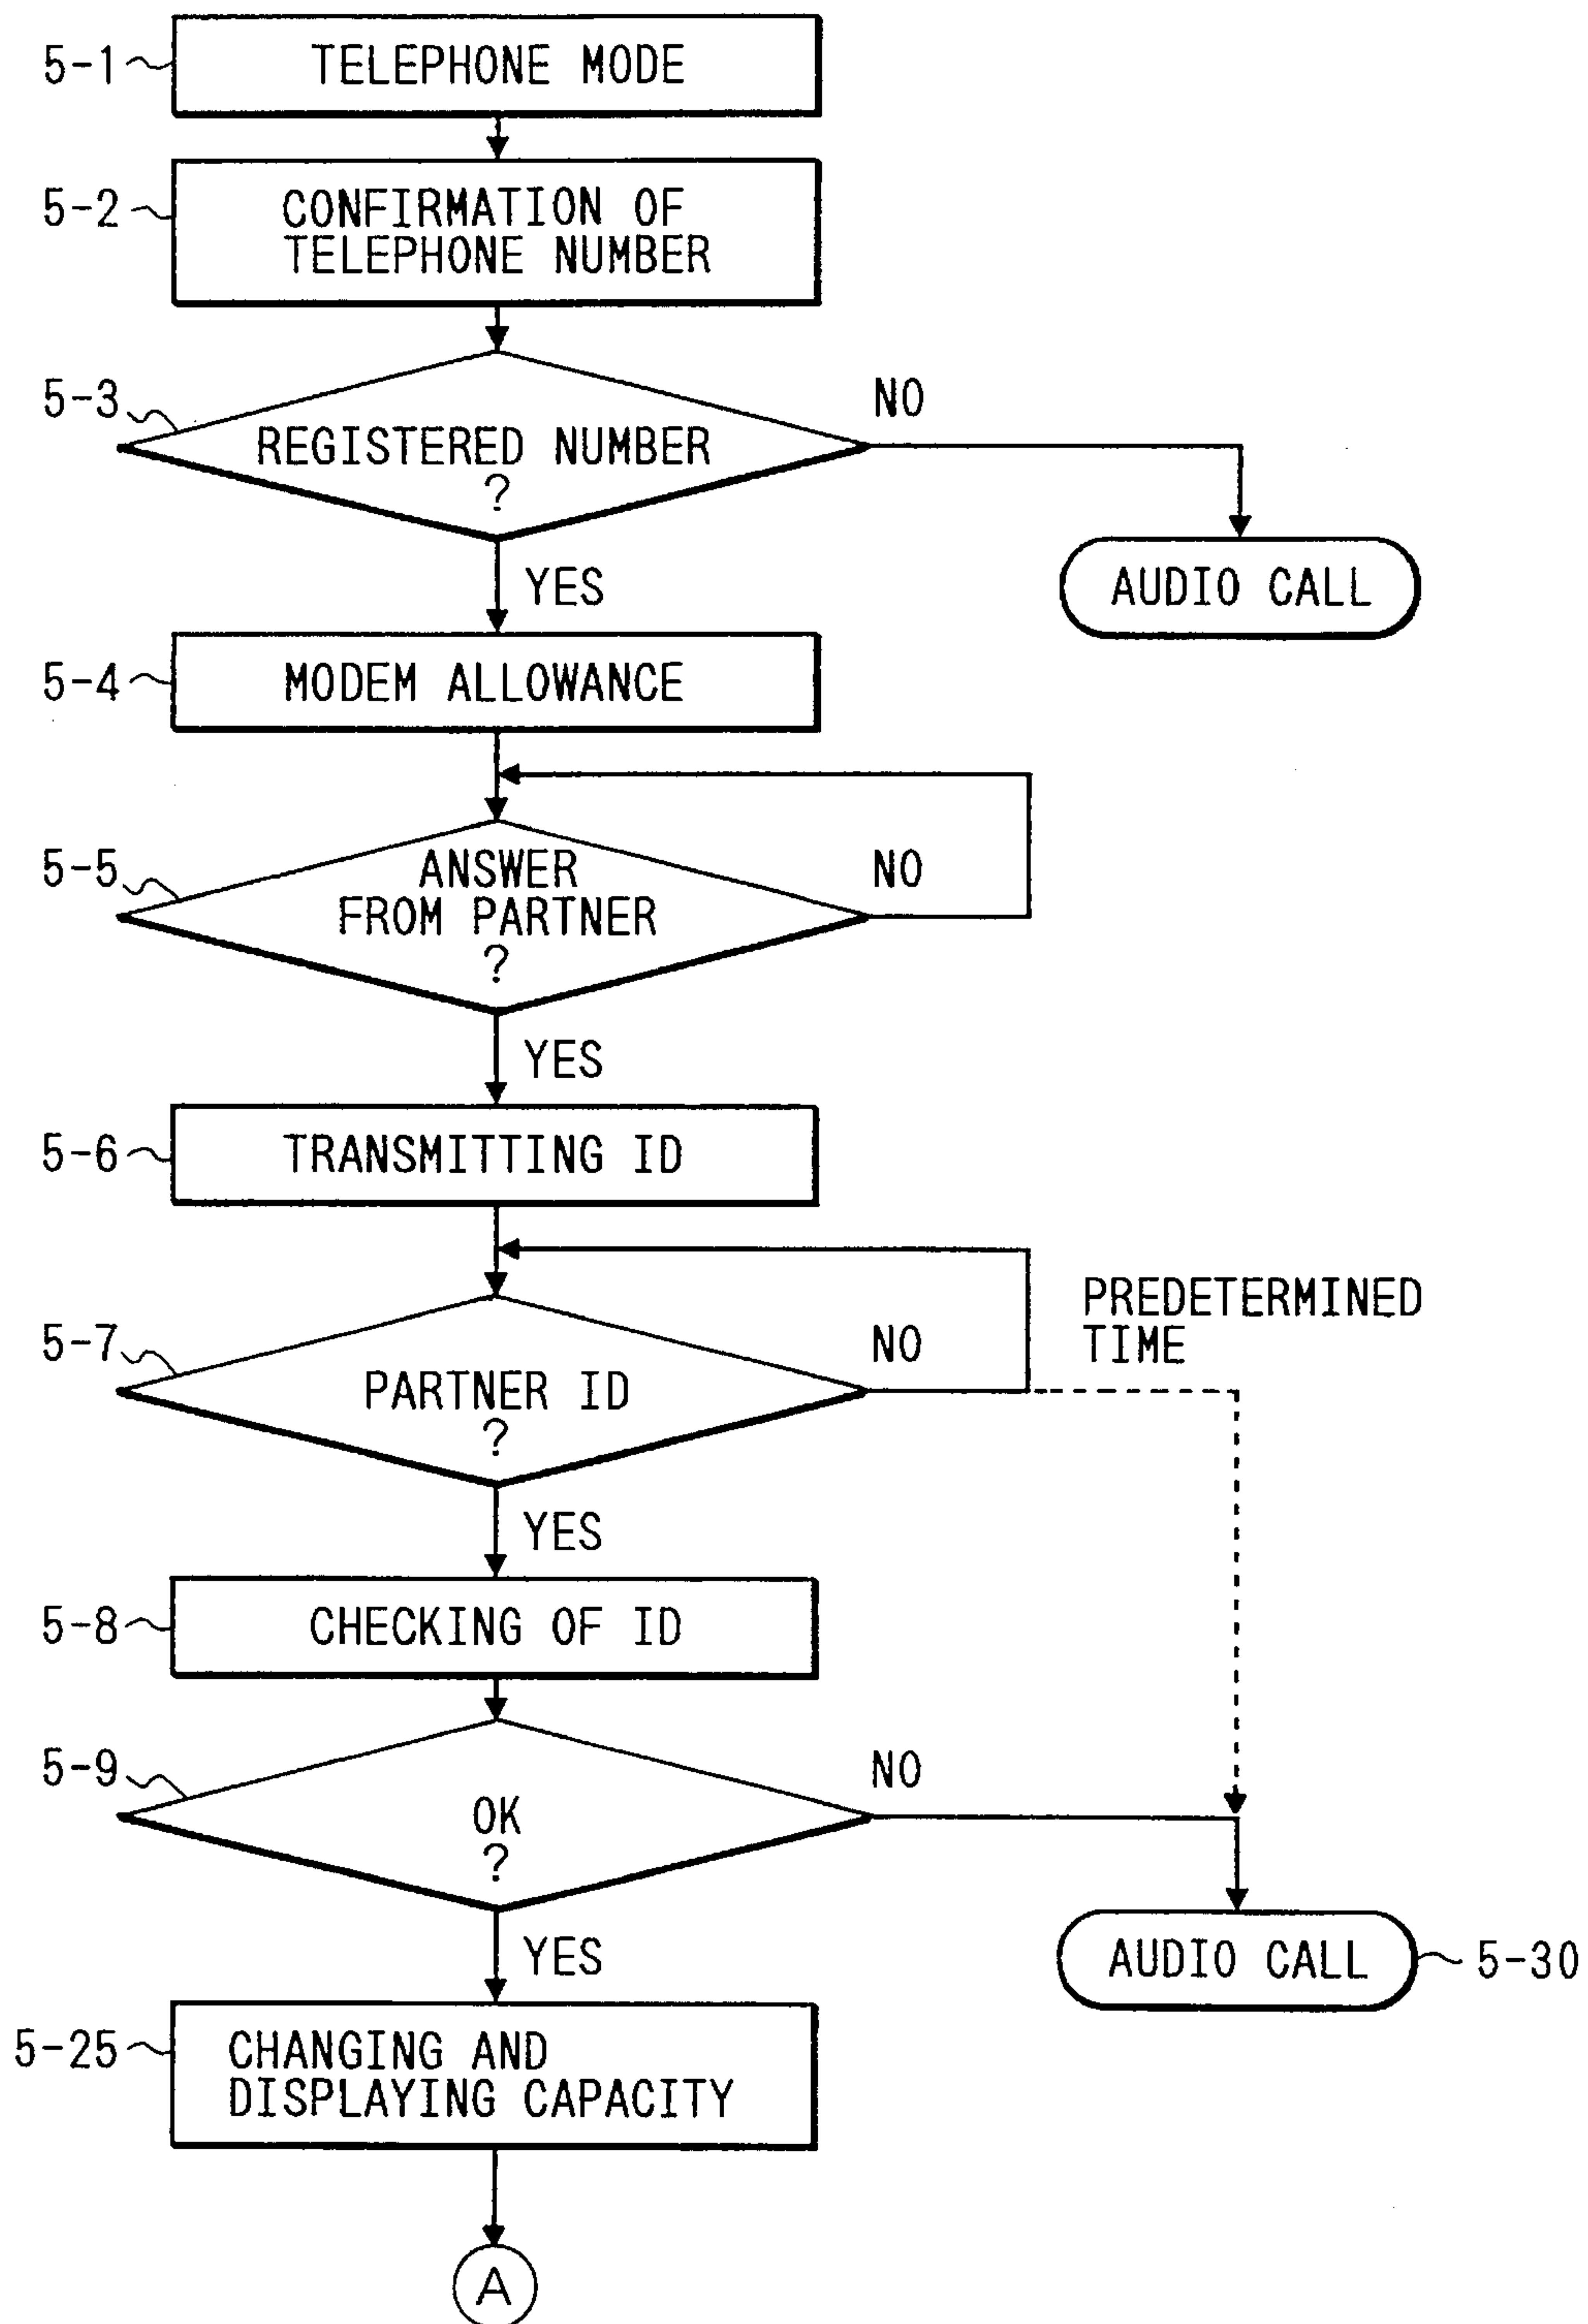 5-1
TELEPHONE MODE
5-2
CONFIRMATION OF
TELEPHONE NUMBER
5-3
REGISTERED NUMBER
?
NO
AUDIO CALL
YES
5-4
MODEM ALLOWANCE
5-5
ANSWER
FROM PARTNER
?
NO
YES
5-6
TRANSMITTING ID
5-7
PARTNER ID
?
NO
PREDETERMINED
TIME
YES
5-8
CHECKING OF ID
5-9
OK
?
NO
AUDIO CALL
5-30
YES
5-25
CHANGING AND
DISPLAYING CAPACITY
A